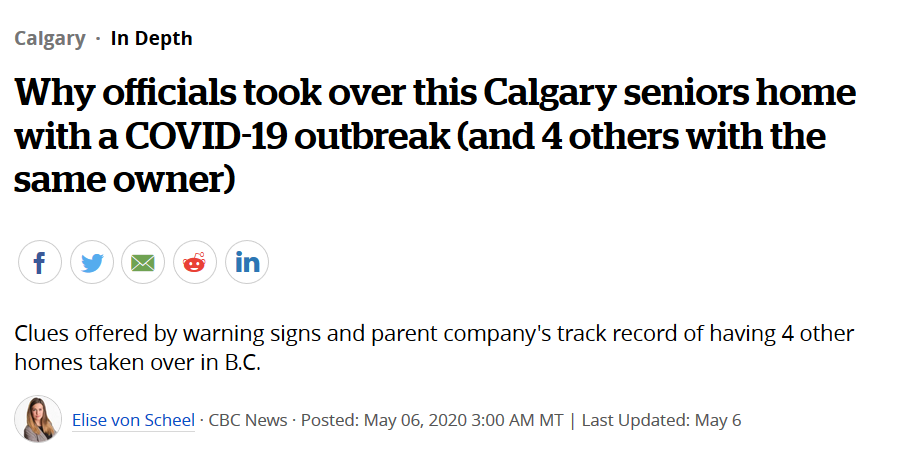 Calgary · In Depth
Why officials took over this Calgary seniors home
with a COVID-19 outbreak (and 4 others with the
same owner)
f in
Clues offered by warning signs and parent company's track record of having 4 other
homes taken over in B.C.
Elise von Scheel · CBC News · Posted: May 06, 2020 3:00 AM MT | Last Updated: May 6